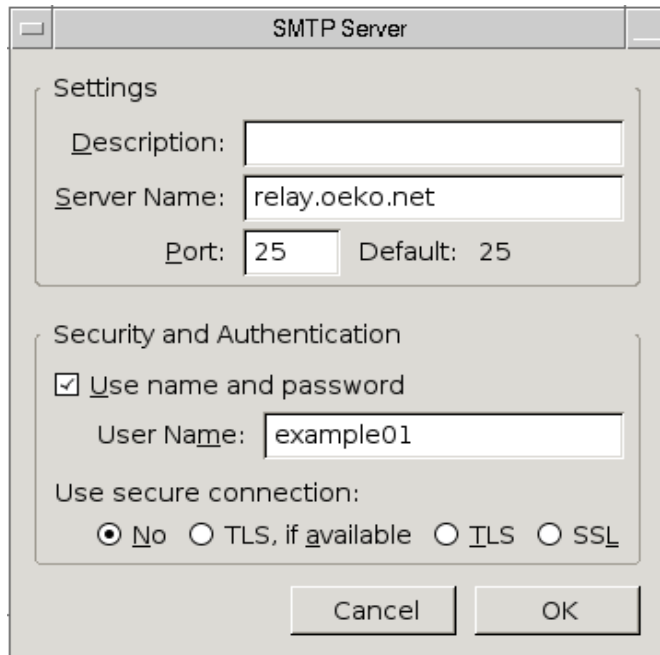 SMTP Server
Settings
Description:
Server Name: relay.oeko.net
Port: 25 Default: 25
Security and Authentication
Use name and password
User Name: example01
Use secure connection:
No TLS, if available TLS SSL
Cancel OK